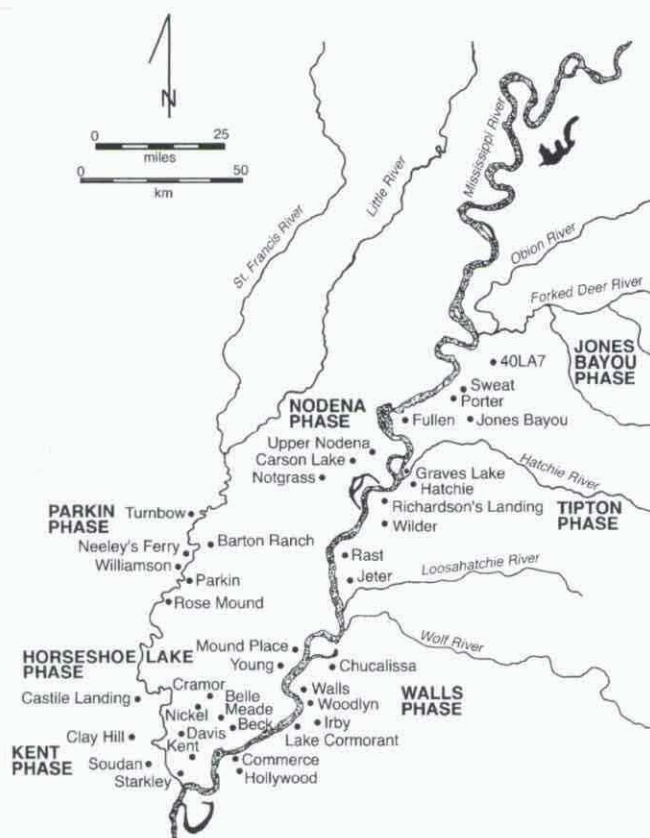 N
0 25
miles
0 50
km
St. Francis River
Little River
Mississippi River
Obion River
Forked Deer River
40LA7
JONES
BAYOU
PHASE
Sweat
Porter
Fullen
Jones Bayou
NODENA
PHASE
Upper Nodena
Carson Lake
Notgrass
Graves Lake
Hatchie
Hatchie River
Richardson's Landing
TIPTON
PHASE
Wilder
PARKIN
PHASE
Turnbow
Barton Ranch
Neeley's Ferry
Williamson
Parkin
Rose Mound
Rast
Jeter
Loosahatchie River
Wolf River
HORSESHOE LAKE
PHASE
Mound Place
Young
Chucalissa
Castile Landing
Cramor
Belle
Meade
Nickel
Beck
Davis
Kent
Walls
Woodlyn
Irby
Lake Cormorant
WALLS
PHASE
Clay Hill
KENT
PHASE
Soudan
Starkley
Commerce
Hollywood